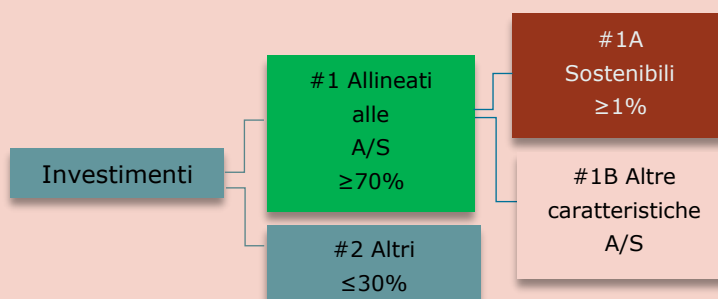 Investimenti
#1 Allineati
alle
A/S
≥70%
#2 Altri
≤30%
#1A
Sostenibili
≥1%
#1B Altre
caratteristiche
A/S